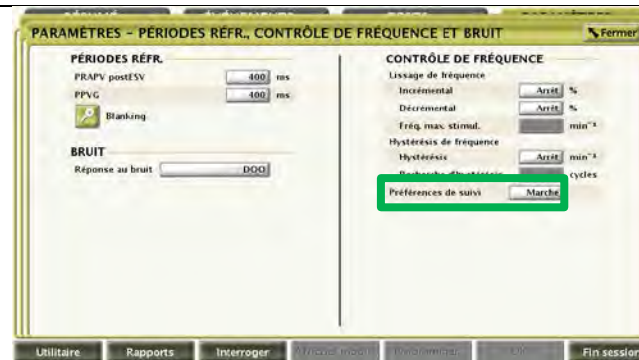 PARAMÈTRES - PÉRIODES RÉFR., CONTRÔLE DE FRÉQUENCE ET BRUIT
Fermer
PÉRIODES RÉFR.
PRAPV postESV 400 ms
PPVG 400 ms
Blanking
BRUIT
Réponse au bruit DOO
CONTRÔLE DE FRÉQUENCE
Lissage de fréquence
Incrémental Arrêt %
Décrémental Arrêt %
Fréq. max. stimul. min⁻¹
Hystérésis de fréquence
Hystérésis Arrêt min⁻¹
cycles
Préférences de suivi Marche
Utilitaire Rapports Interroger Fin session